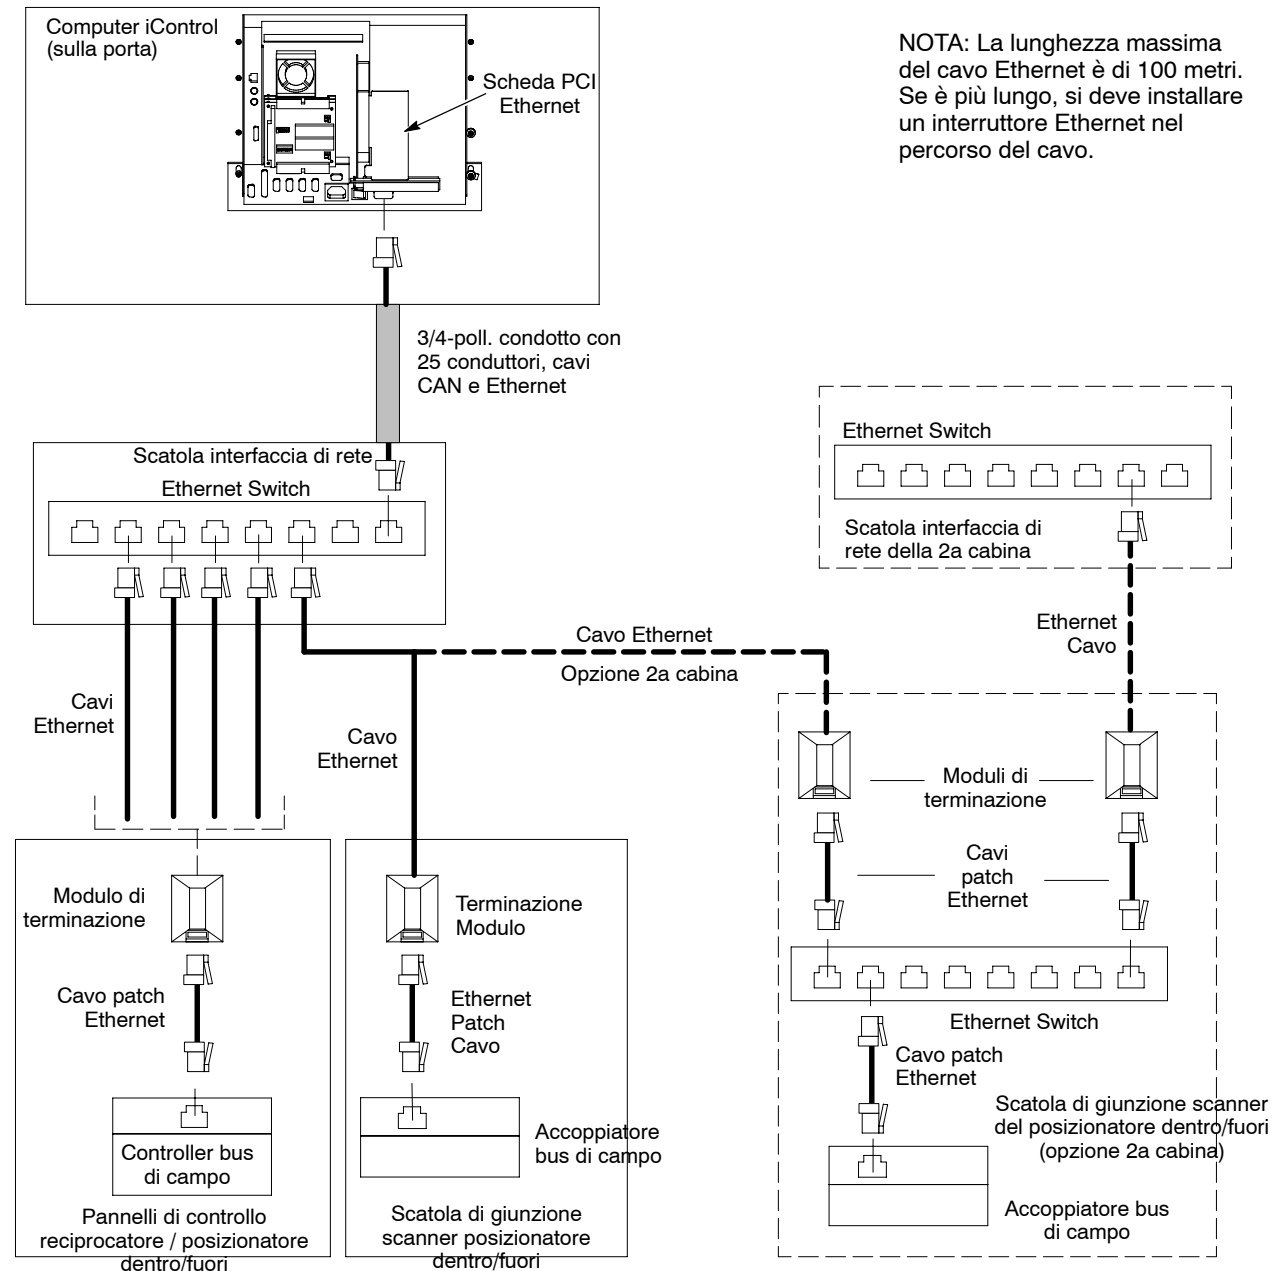 Computer iControl
(sulla porta)
Scheda PCI
Ethernet
NOTA: La lunghezza massima
del cavo Ethernet è di 100 metri.
Se è più lungo, si deve installare
un interruttore Ethernet nel
percorso del cavo.
3/4-poll. condotto con
25 conduttori, cavi
CAN e Ethernet
Scatola interfaccia di rete
Ethernet Switch
Ethernet Switch
Scatola interfaccia di
rete della 2a cabina
Ethernet
Cavo
Cavo Ethernet
Opzione 2a cabina
Cavi
Ethernet
Cavo
Ethernet
Moduli di
terminazione
Cavi
patch
Ethernet
Modulo di
terminazione
Terminazione
Modulo
Cavo patch
Ethernet
Ethernet
Patch
Cavo
Ethernet Switch
Cavo patch
Ethernet
Scatola di giunzione scanner
del posizionatore dentro/fuori
(opzione 2a cabina)
Controller bus
di campo
Accoppiatore
bus di campo
Accoppiatore bus
di campo
Pannelli di controllo
reciprocatore / posizionatore
dentro/fuori
Scatola di giunzione
scanner posizionatore
dentro/fuori